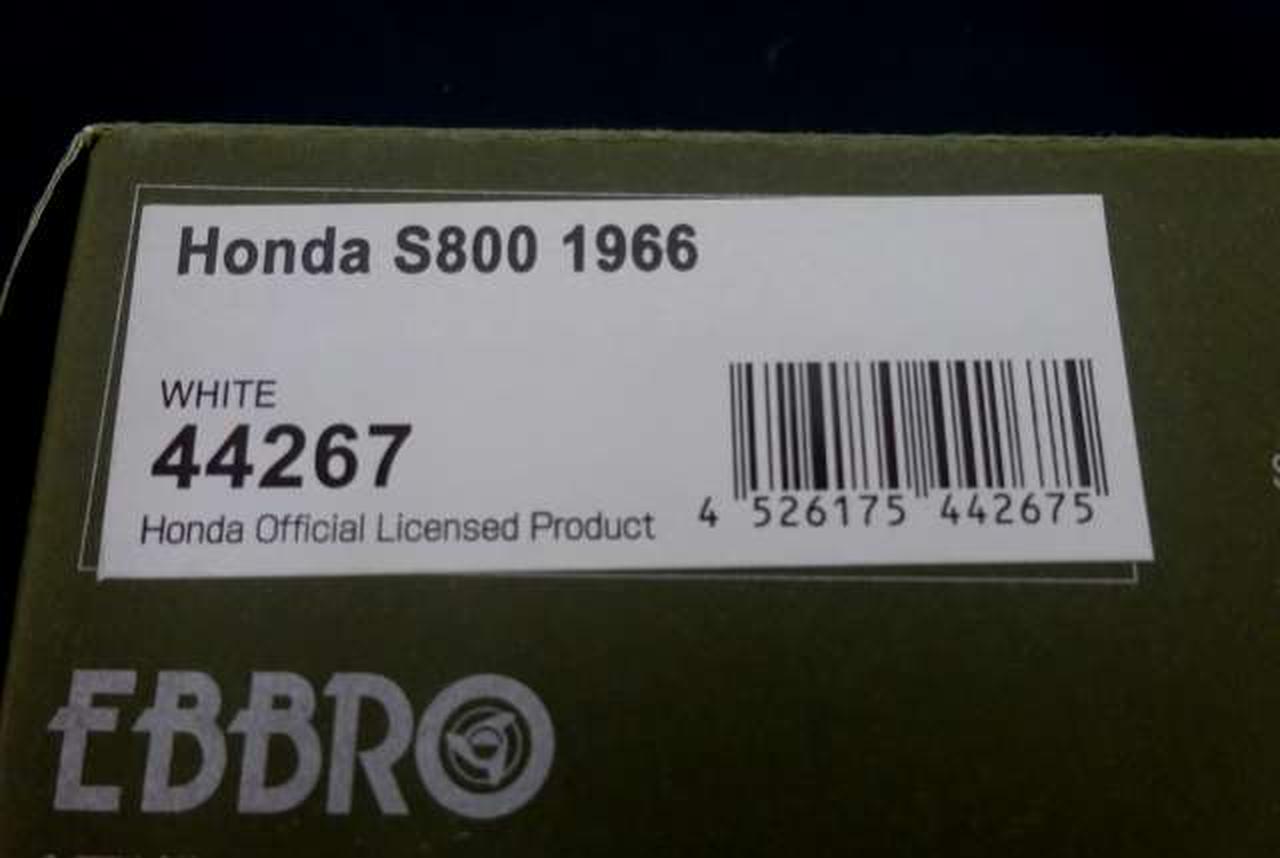 Honda S800 1966
WHITE
44267
Honda Official Licensed Product
4 526175 442675
EBBRO